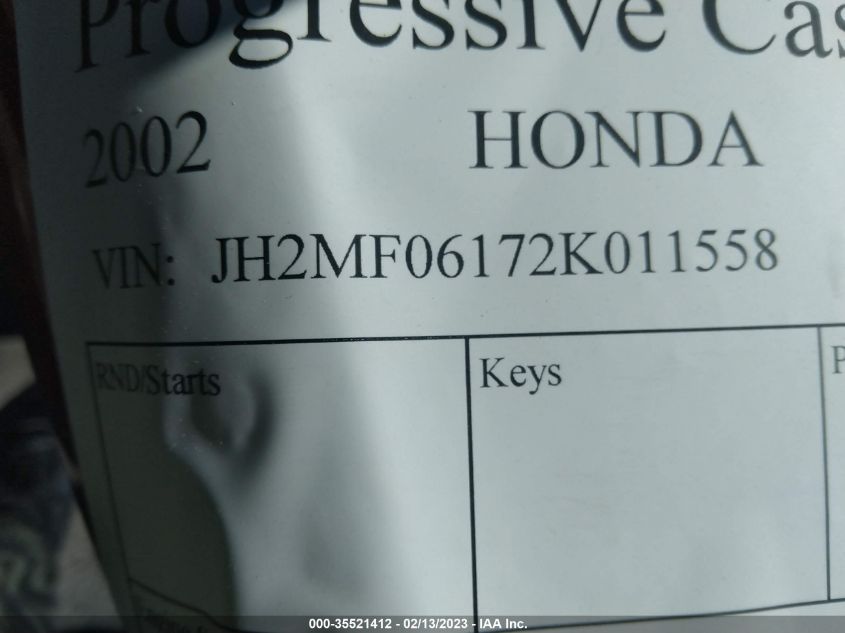 Progressive Cas
2002 HONDA
VIN: JH2MF06172K011558
RND/Starts Keys P
000-35521412 - 02/13/2023 - IAA Inc.